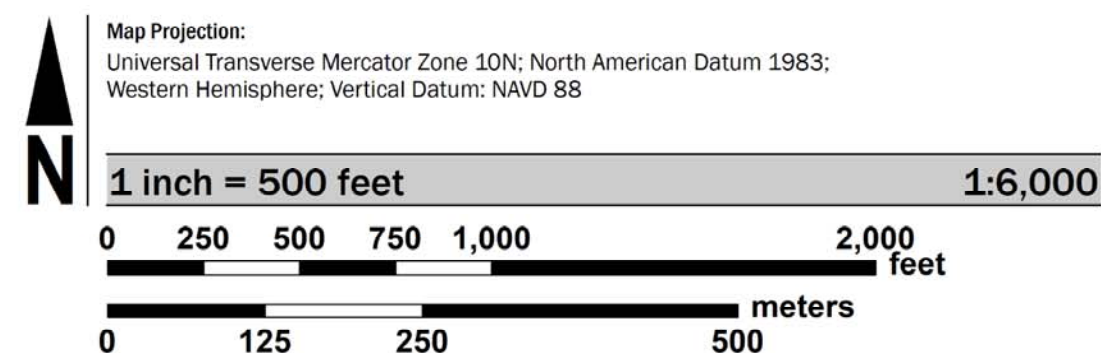 Map Projection:
Universal Transverse Mercator Zone 10N; North American Datum 1983;
Western Hemisphere; Vertical Datum: NAVD 88
N
1 inch = 500 feet 1:6,000
0 250 500 750 1,000 2,000
feet
meters
0 125 250 500